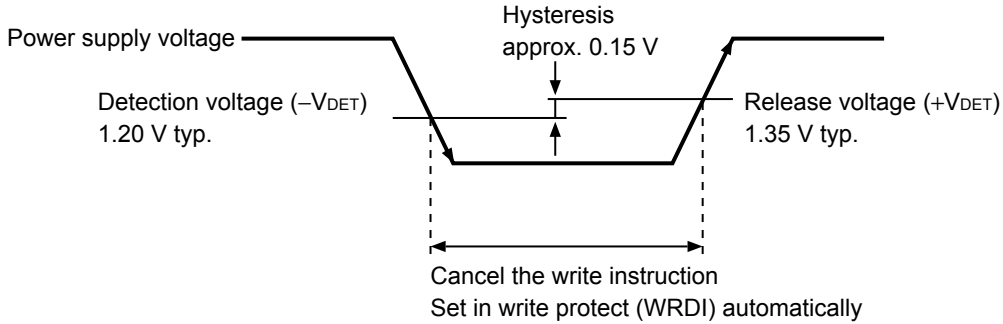 Hysteresis
approx. 0.15 V
Power supply voltage
Detection voltage (−VDET)
1.20 V typ.
Release voltage (+VDET)
1.35 V typ.
Cancel the write instruction
Set in write protect (WRDI) automatically